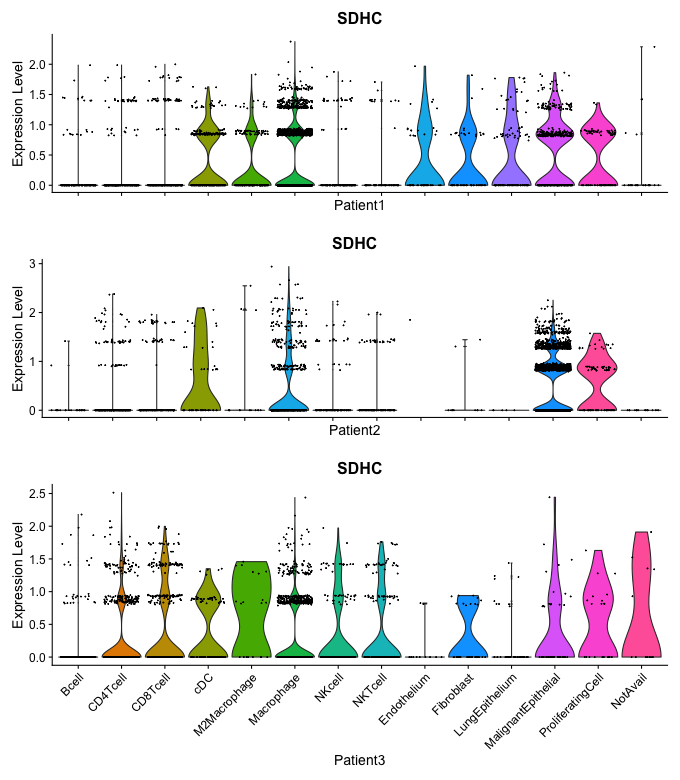 SDHC
Expression Level
2.0
1.5
1.0
0.5
0.0
Patient1
SDHC
Expression Level
3
2
1
0
Patient2
SDHC
Expression Level
2.5
2.0
1.5
1.0
0.5
0.0
Bcell
CD4Tcell
CD8Tcell
cDC
M2Macrophage
Macrophage
NKcell
NKTcell
Endothelium
Fibroblast
LungEpithelium
MalignantEpithelial
ProliferatingCell
NotAvail
Patient3